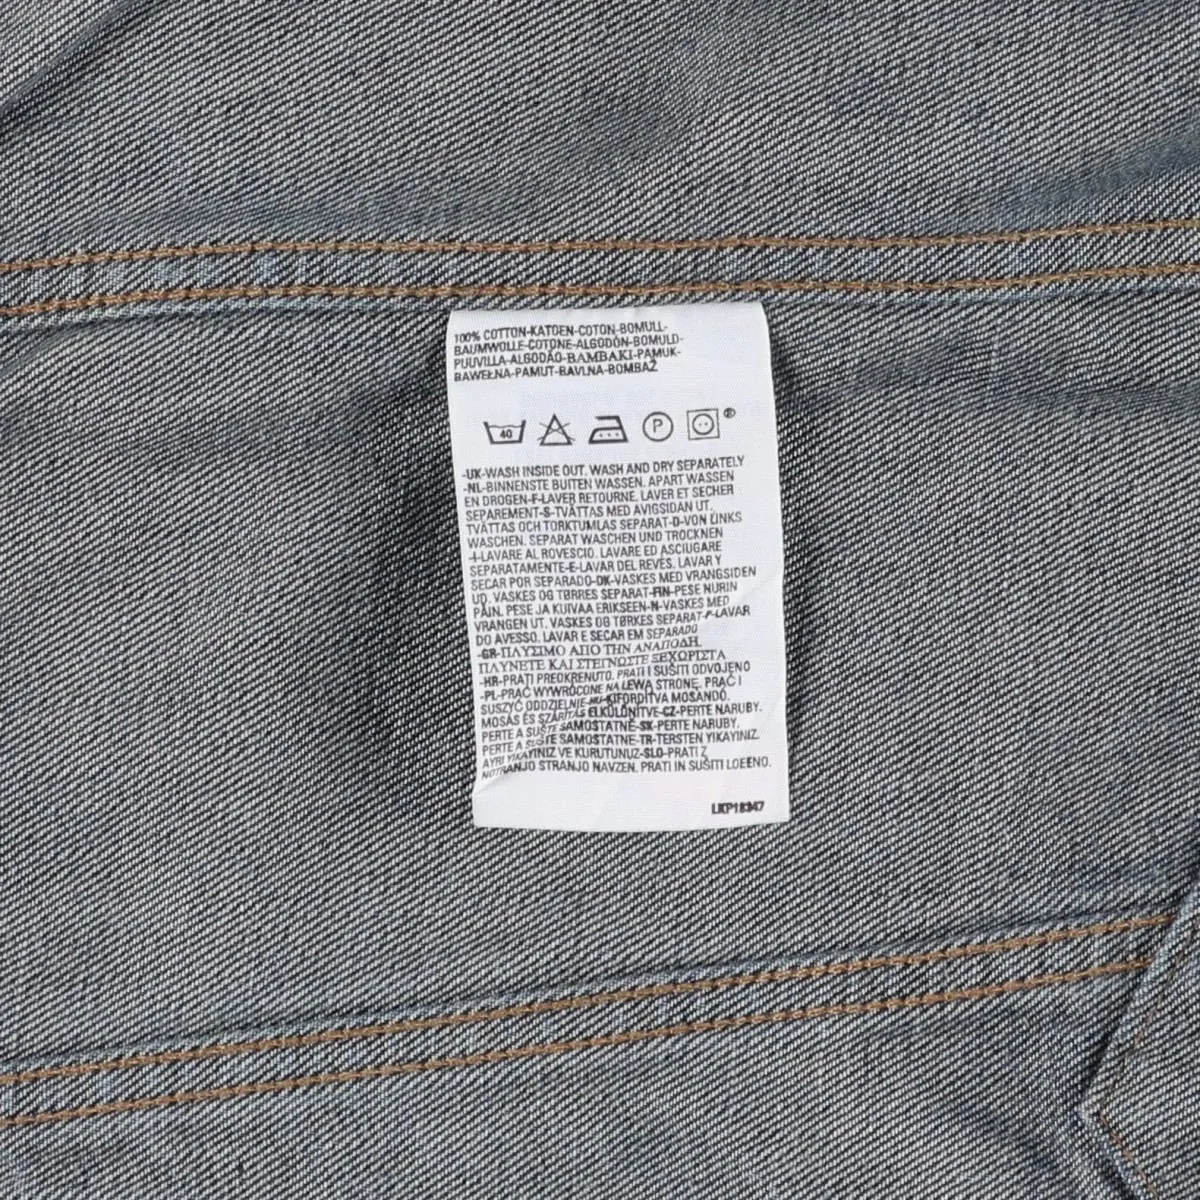 100% COTTON-KATOEN-COTON-BOMULL-
BAUMWOLLE-COTONE-ALGODÓN-BOMULD-
PUUVILLA-ALGODÃO-BAMBAKI-PAMUK-
BAWEŁNA-PAMUT-BAVLNA-BOMBAŽ
40 P ®
-UK-WASH INSIDE OUT. WASH AND DRY SEPARATELY
-NL-BINNENSTE BUITEN WASSEN. APART WASSEN
EN DROGEN-F-LAVER RETOURNE. LAVER ET SECHER
SEPAREMENT-S-TVÄTTAS MED AVIGSIDAN UT.
TVÄTTAS OCH TORKTUMLAS SEPARAT-D-VON LINKS
WASCHEN. SEPARAT WASCHEN UND TROCKNEN
-I-LAVARE AL ROVESCIO. LAVARE ED ASCIUGARE
SEPARATAMENTE-E-LAVAR DEL REVÉS. LAVAR Y
SECAR POR SEPARADO-DK-VASKES MED VRANGSIDEN
UD. VASKES OG TØRRES SEPARAT-FIN-PESE NURIN
PÄIN. PESE JA KUIVAA ERIKSEEN-N-VASKES MED
VRANGEN UT. VASKES OG TØRKES SEPARAT-P-LAVAR
DO AVESSO. LAVAR E SECAR EM SEPARADO
-GR-ΠΛΥΣΙΜΟ ΑΠΟ ΤΗΝ ΑΝΑΠΟΔΗ.
ΠΛΥΝΕΤΕ ΚΑΙ ΣΤΕΓΝΩΣΤΕ ΞΕΧΩΡΙΣΤΑ
-HR-PRATI PREOKRENUTO. PRATI I SUŠITI ODVOJENO
-PL-PRAĆ WYWRÓCONE NA LEWĄ STRONĘ. PRAĆ I
SUSZYĆ ODDZIELNIE-HU-KIFORDÍTVA MOSANDÓ.
MOSÁS ÉS SZÁRÍTÁS ELKÜLÖNÍTVE-CZ-PERTE NARUBY.
PERTE A SUŠTE SAMOSTATNĚ-SK-PERTE NARUBY.
PERTE A SUŠTE SAMOSTATNE-TR-TERSTEN YIKAYINIZ.
AYRI YIKAYINIZ VE KURUTUNUZ-SLO-PRATI Z
NOTRANJO STRANJO NAVZEN. PRATI IN SUŠITI LOČENO.